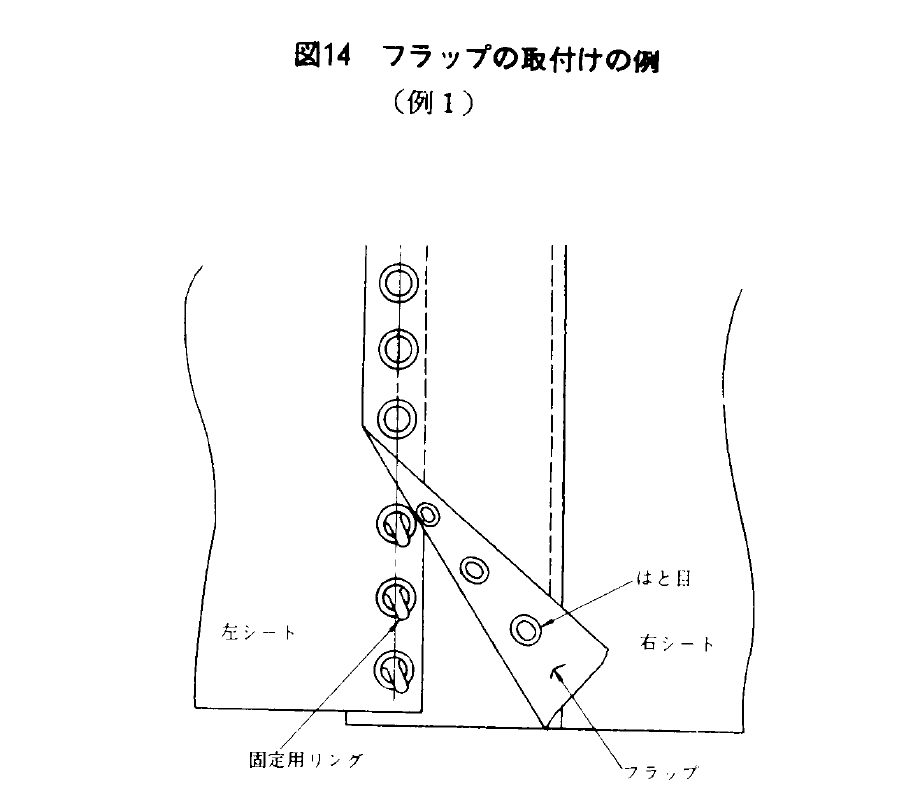 図14 フラップの取付けの例
（例1）
はと目
左シート
右シート
固定用リング
フラップ